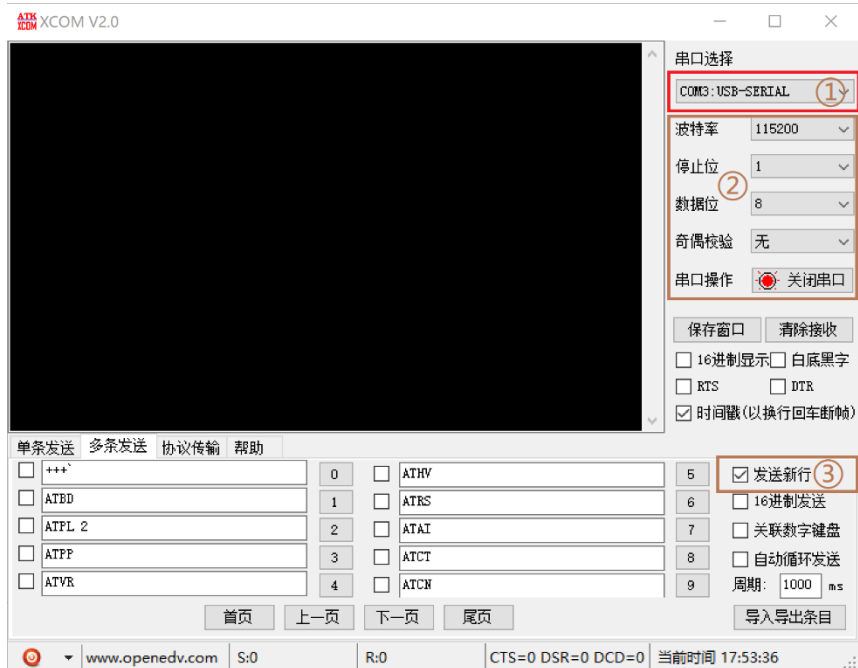 ATK XCOM XCOM V2.0
串口选择
COM3:USB-SERIAL ①
波特率 115200
停止位 1
②
数据位 8
奇偶校验 无
串口操作 关闭串口
保存窗口 清除接收
16进制显示 白底黑字
RTS DTR
时间戳(以换行回车断帧)
单条发送 多条发送 协议传输 帮助
+++` 0 ATHV 5 发送新行 ③
ATBD 1 ATRS 6 16进制发送
ATPL 2 2 ATAI 7 关联数字键盘
ATPP 3 ATCT 8 自动循环发送
ATVR 4 ATCN 9 周期: 1000 ms
首页 上一页 下一页 尾页 导入导出条目
www.openedv.com S:0 R:0 CTS=0 DSR=0 DCD=0 当前时间 17:53:36